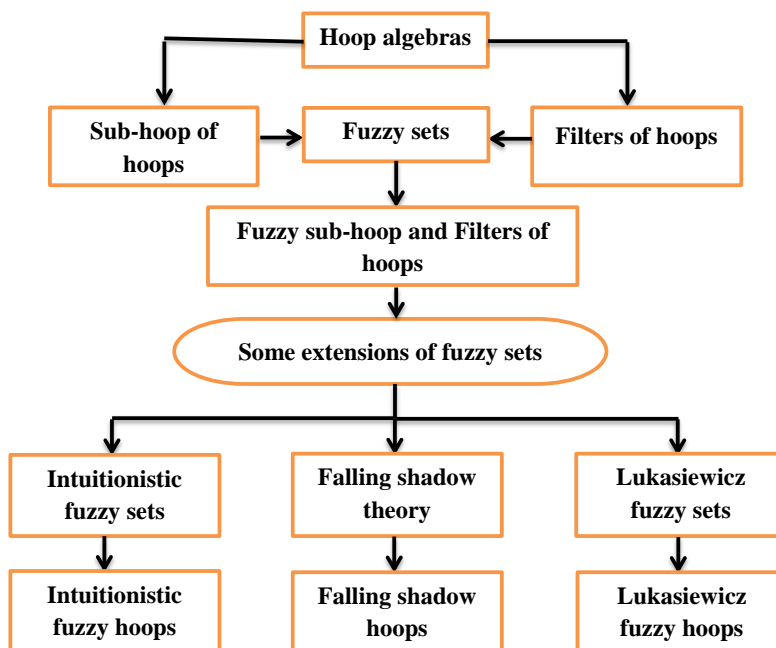 Hoop algebras
Sub-hoop of
hoops
Fuzzy sets
Filters of hoops
Fuzzy sub-hoop and Filters of
hoops
Some extensions of fuzzy sets
Intuitionistic
fuzzy sets
Falling shadow
theory
Lukasiewicz
fuzzy sets
Intuitionistic
fuzzy hoops
Falling shadow
hoops
Lukasiewicz
fuzzy hoops